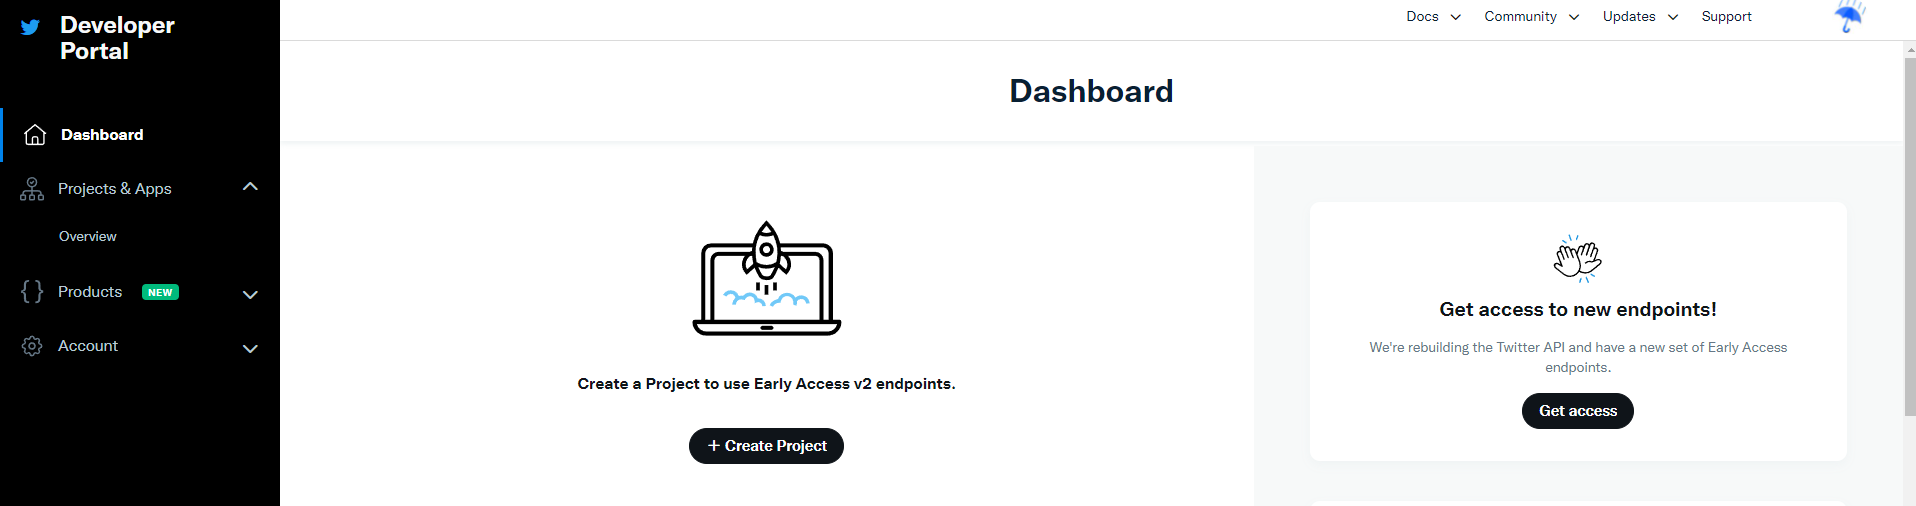 Developer
Portal
Docs
Community
Updates
Support
Dashboard
Dashboard
Projects & Apps
Overview
Products NEW
Account
Create a Project to use Early Access v2 endpoints.
+ Create Project
Get access to new endpoints!
We're rebuilding the Twitter API and have a new set of Early Access
endpoints.
Get access